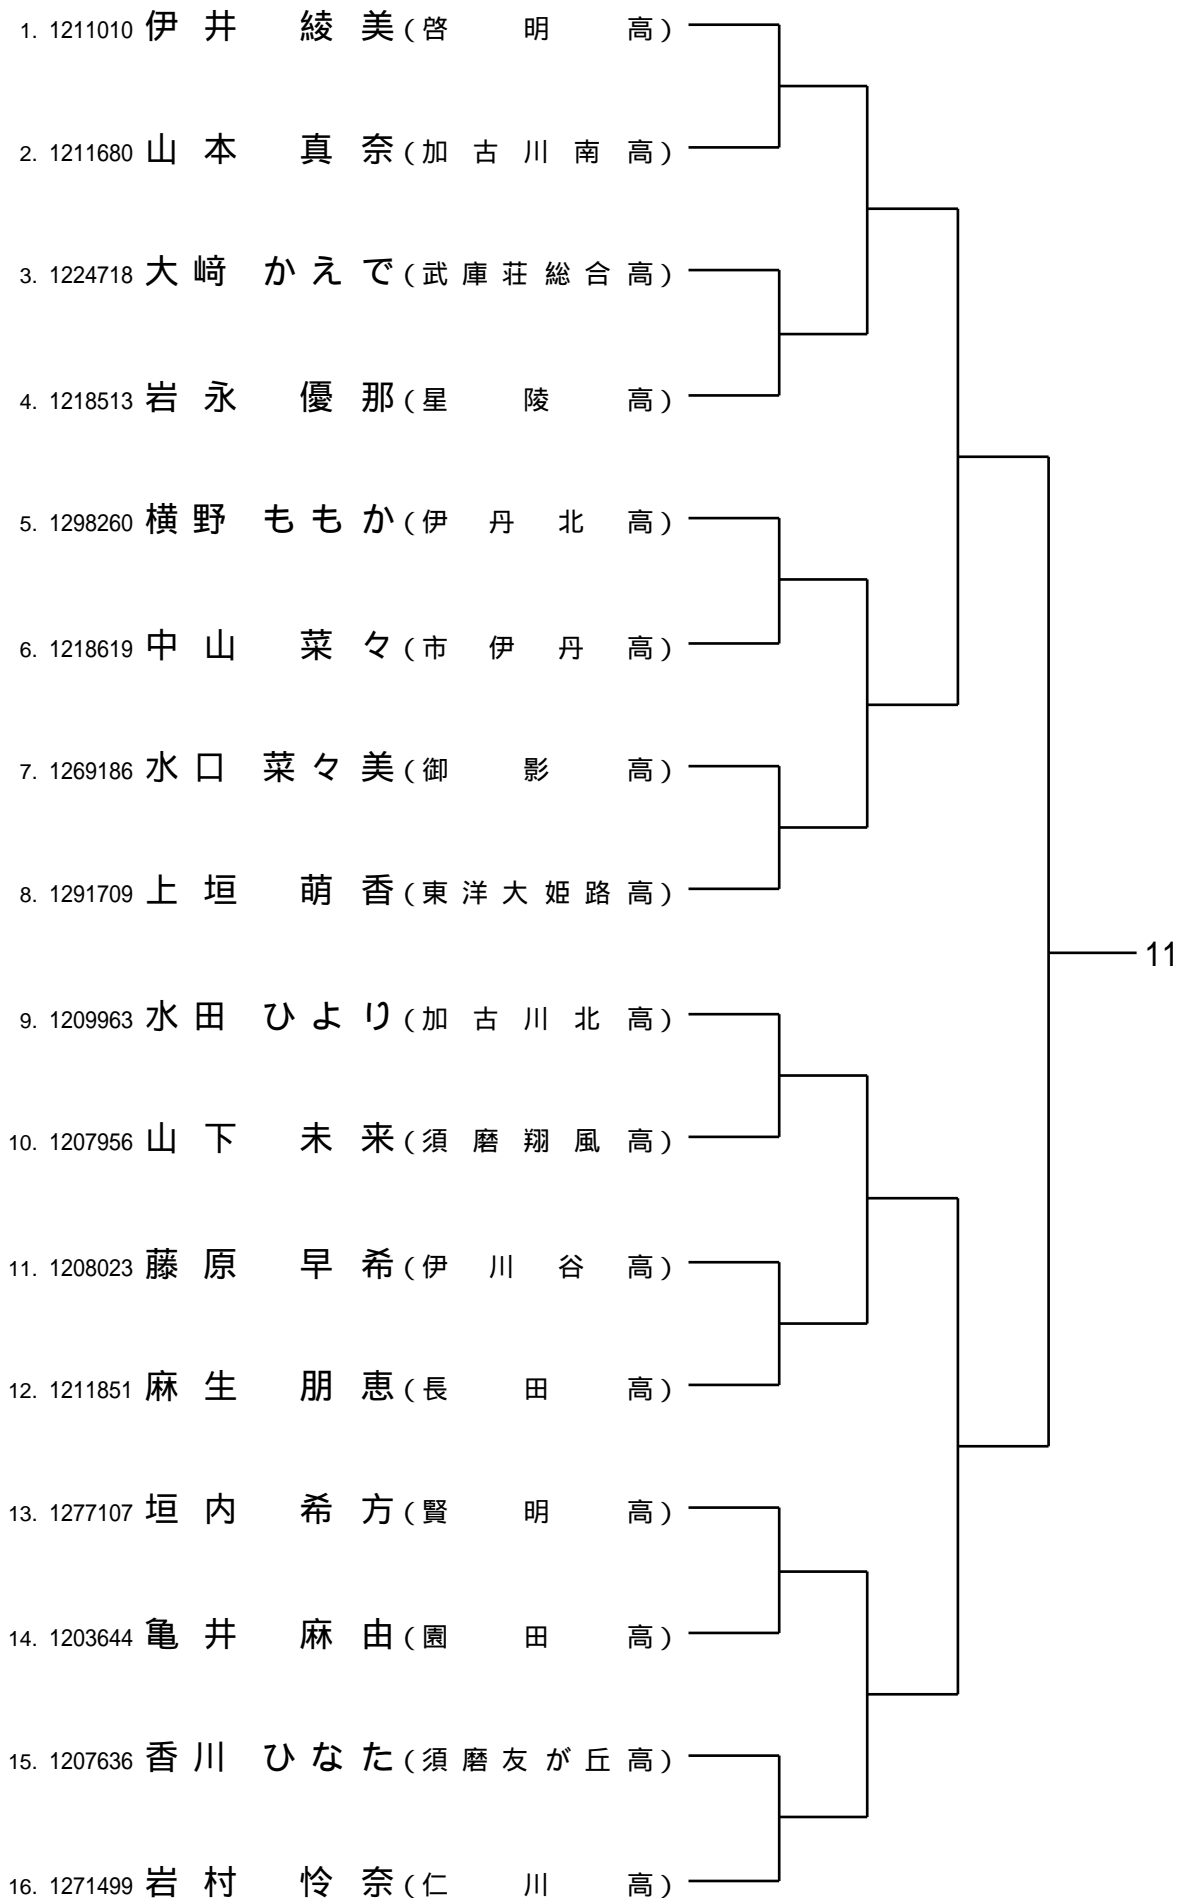 1. 1211010 伊井 綾美(啓明高)
2. 1211680 山本 真奈(加古川南高)
3. 1224718 大﨑 かえで(武庫荘総合高)
4. 1218513 岩永 優那(星陵高)
5. 1298260 横野 ももか(伊丹北高)
6. 1218619 中山 菜々(市伊丹高)
7. 1269186 水口 菜々美(御影高)
8. 1291709 上垣 萌香(東洋大姫路高)
11
9. 1209963 水田 ひより(加古川北高)
10. 1207956 山下 未来(須磨翔風高)
11. 1208023 藤原 早希(伊川谷高)
12. 1211851 麻生 朋恵(長田高)
13. 1277107 垣内 希方(賢明高)
14. 1203644 亀井 麻由(園田高)
15. 1207636 香川 ひなた(須磨友が丘高)
16. 1271499 岩村 怜奈(仁川高)